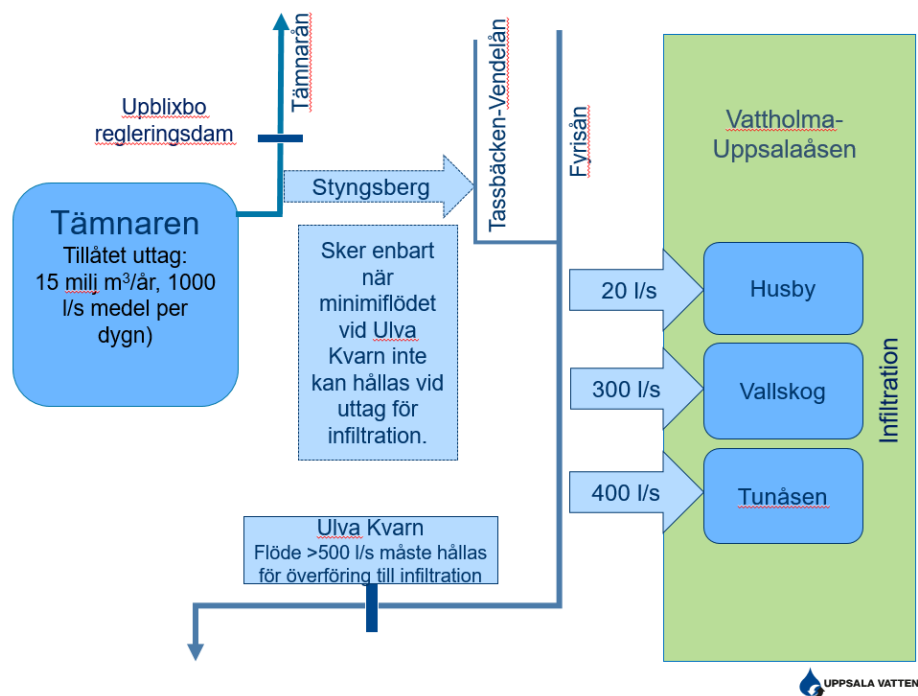 Upblixbo
regleringsdam
Tämnarån
Tämnaren
Tillåtet uttag:
15 milj m³/år, 1000
l/s medel per
dygn)
Styngsberg
Sker enbart
när
minimiflödet
vid Ulva
Kvarn inte
kan hållas vid
uttag för
infiltration.
Tassbäcken-Vendelån
Fyrisån
Vattholma-
Uppsalaåsen
20 l/s
Husby
300 l/s
Vallskog
400 l/s
Tunåsen
Infiltration
Ulva Kvarn
Flöde >500 l/s måste hållas
för överföring till infiltration
UPPSALA VATTEN